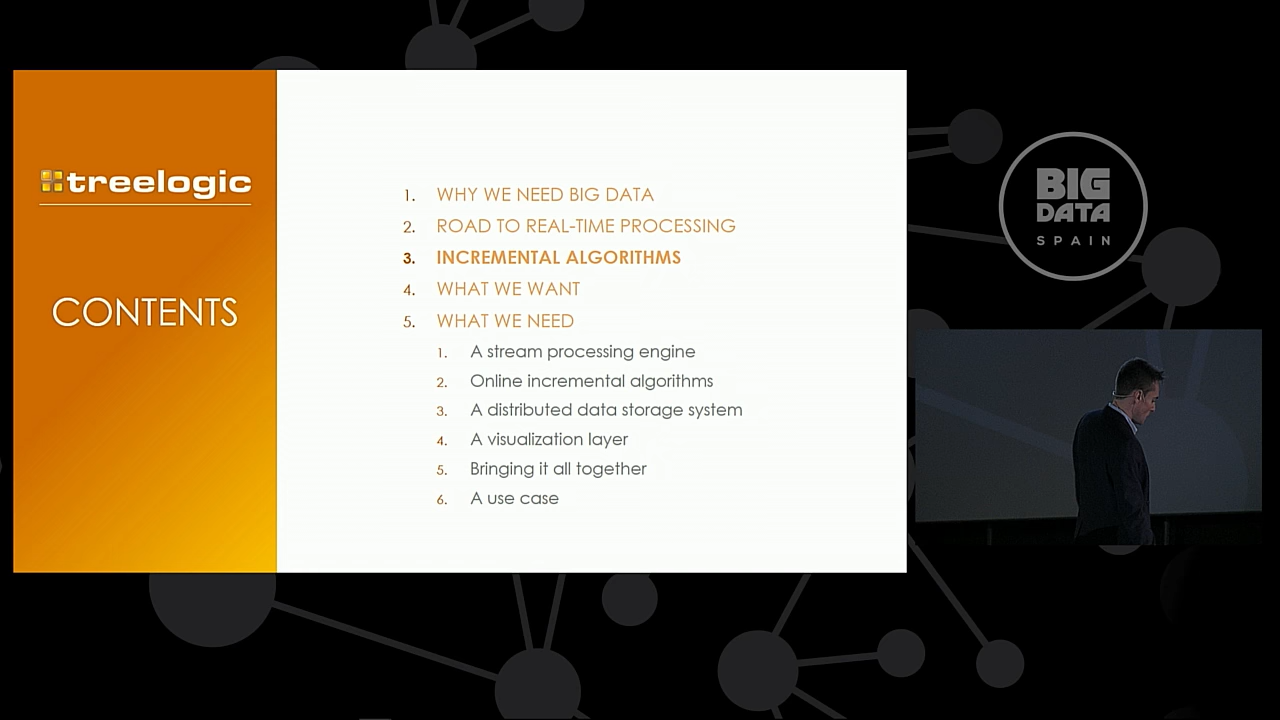 treelogic
CONTENTS
1. WHY WE NEED BIG DATA
2. ROAD TO REAL-TIME PROCESSING
3. INCREMENTAL ALGORITHMS
4. WHAT WE WANT
5. WHAT WE NEED
1. A stream processing engine
2. Online incremental algorithms
3. A distributed data storage system
4. A visualization layer
5. Bringing it all together
6. A use case
BIG
DATA
SPAIN